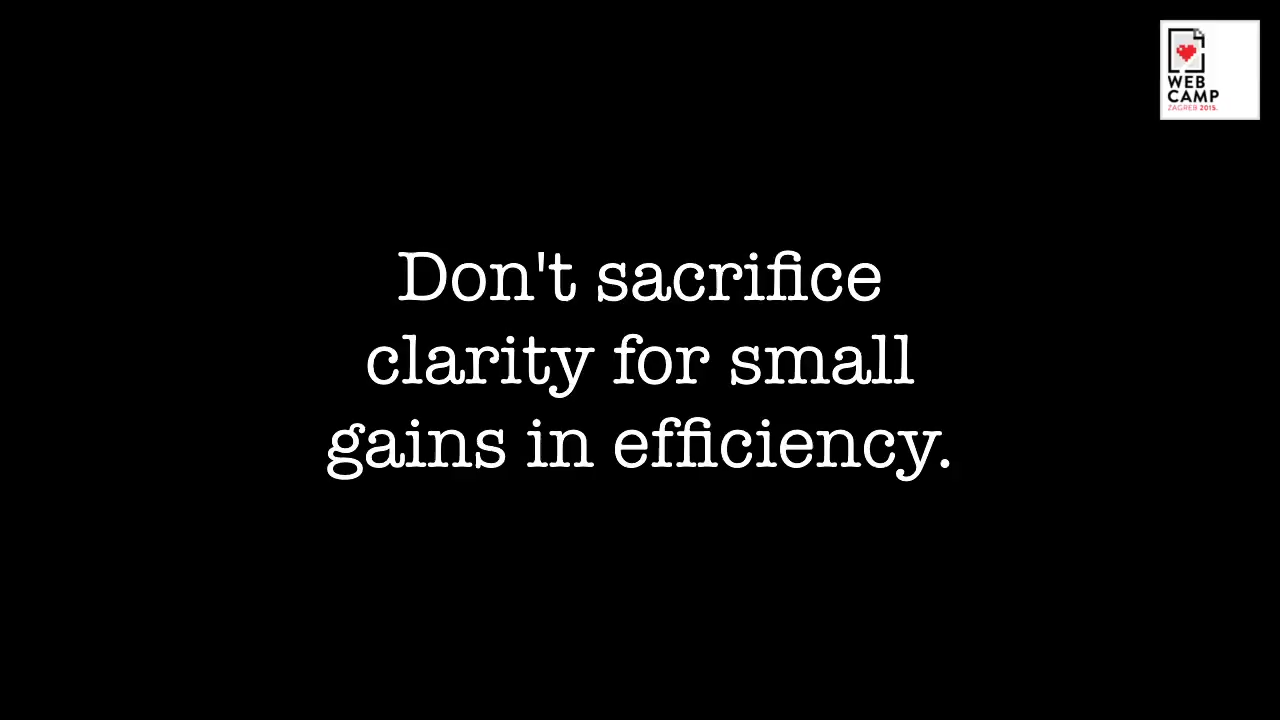 WEB
CAMP
ZAGREB 2015.
Don't sacrifice
clarity for small
gains in efficiency.